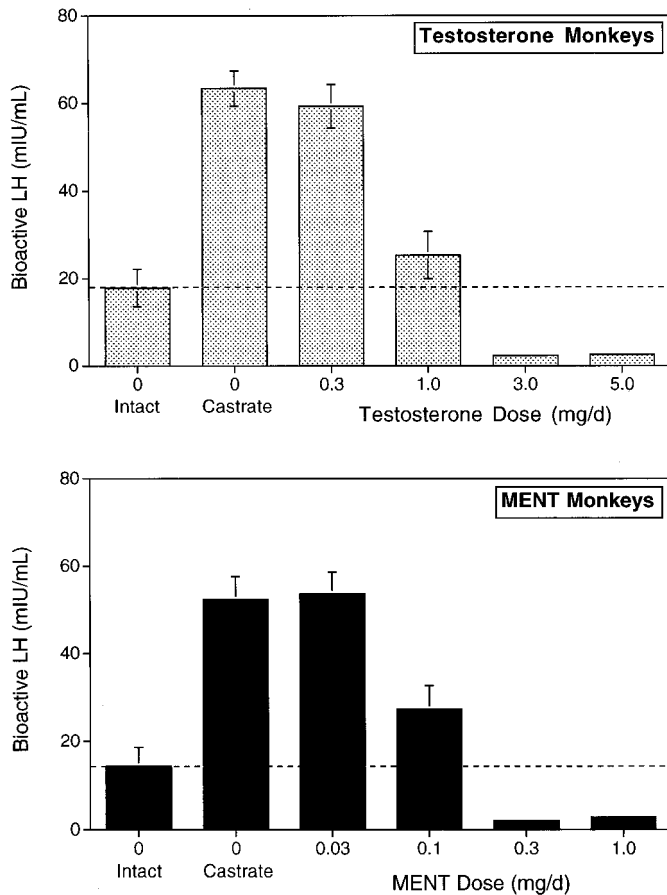 Testosterone Monkeys
Bioactive LH (mIU/mL)
80
60
40
20
0
0 0 0.3 1.0 3.0 5.0
Intact Castrate Testosterone Dose (mg/d)
MENT Monkeys
Bioactive LH (mIU/mL)
80
60
40
20
0
0 0 0.03 0.1 0.3 1.0
Intact Castrate MENT Dose (mg/d)